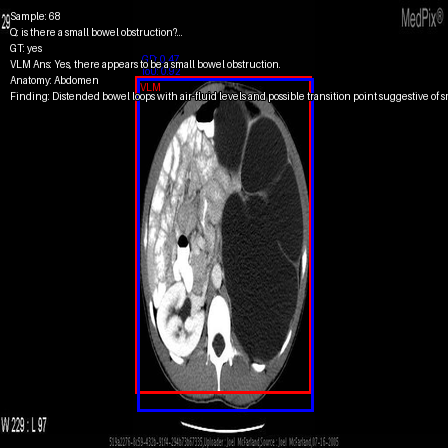 29
Sample: 68
MedPix®
Q: is there a small bowel obstruction?...
GT: yes
VLM Ans: Yes, there appears to be a small bowel obstruction.
Anatomy: Abdomen
VLM
Finding: Distended bowel loops with air-fluid levels and possible transition point suggestive of
W 229 : L 97